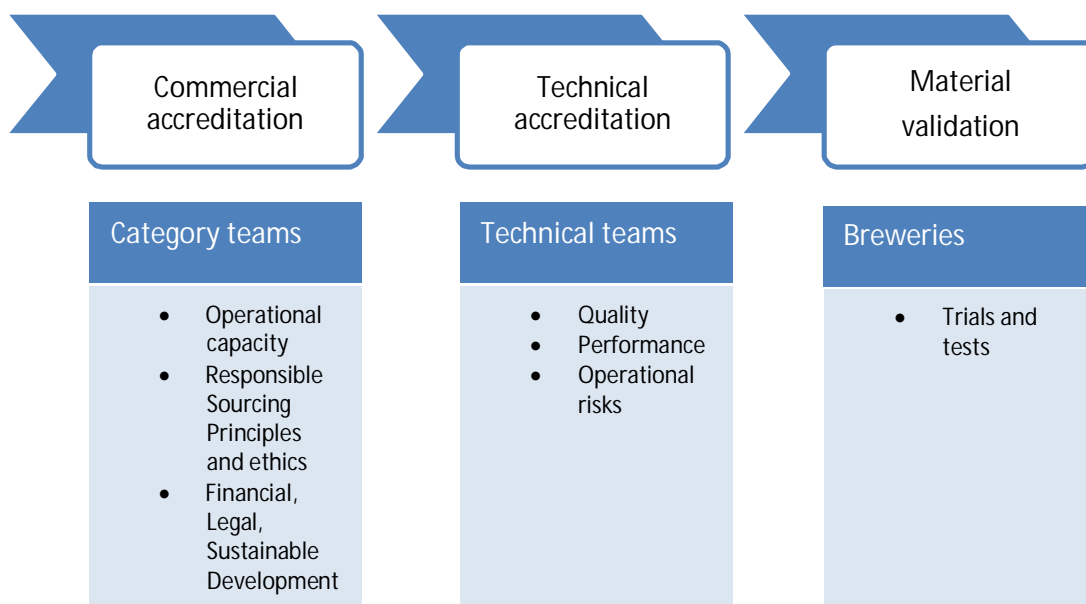 Commercial
accreditation
Technical
accreditation
Material
validation
Category teams
• Operational
capacity
• Responsible
Sourcing
Principles
and ethics
• Financial,
Legal,
Sustainable
Development
Technical teams
• Quality
• Performance
• Operational
risks
Breweries
• Trials and
tests